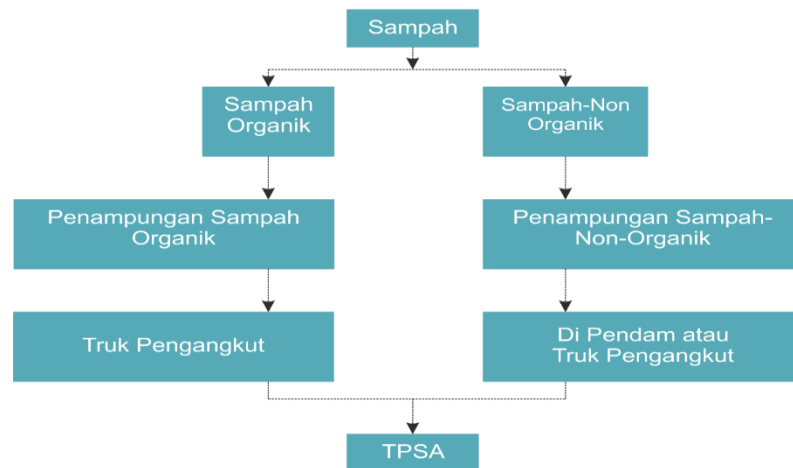 Sampah
Sampah
Organik
Sampah-Non
Organik
Penampungan Sampah
Organik
Penampungan Sampah-
Non-Organik
Truk Pengangkut
Di Pendam atau
Truk Pengangkut
TPSA